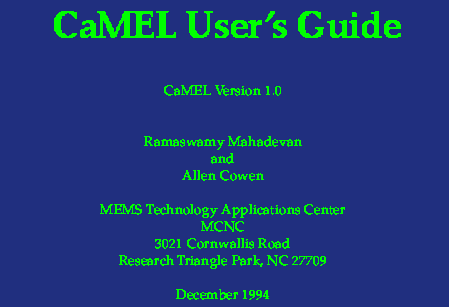 CaMEL User's Guide
CaMEL Version 1.0
Ramaswamy Mahadevan
and
Allen Cowen
MEMS Technology Applications Center
MCNC
3021 Cornwallis Road
Research Triangle Park, NC 27709
December 1994